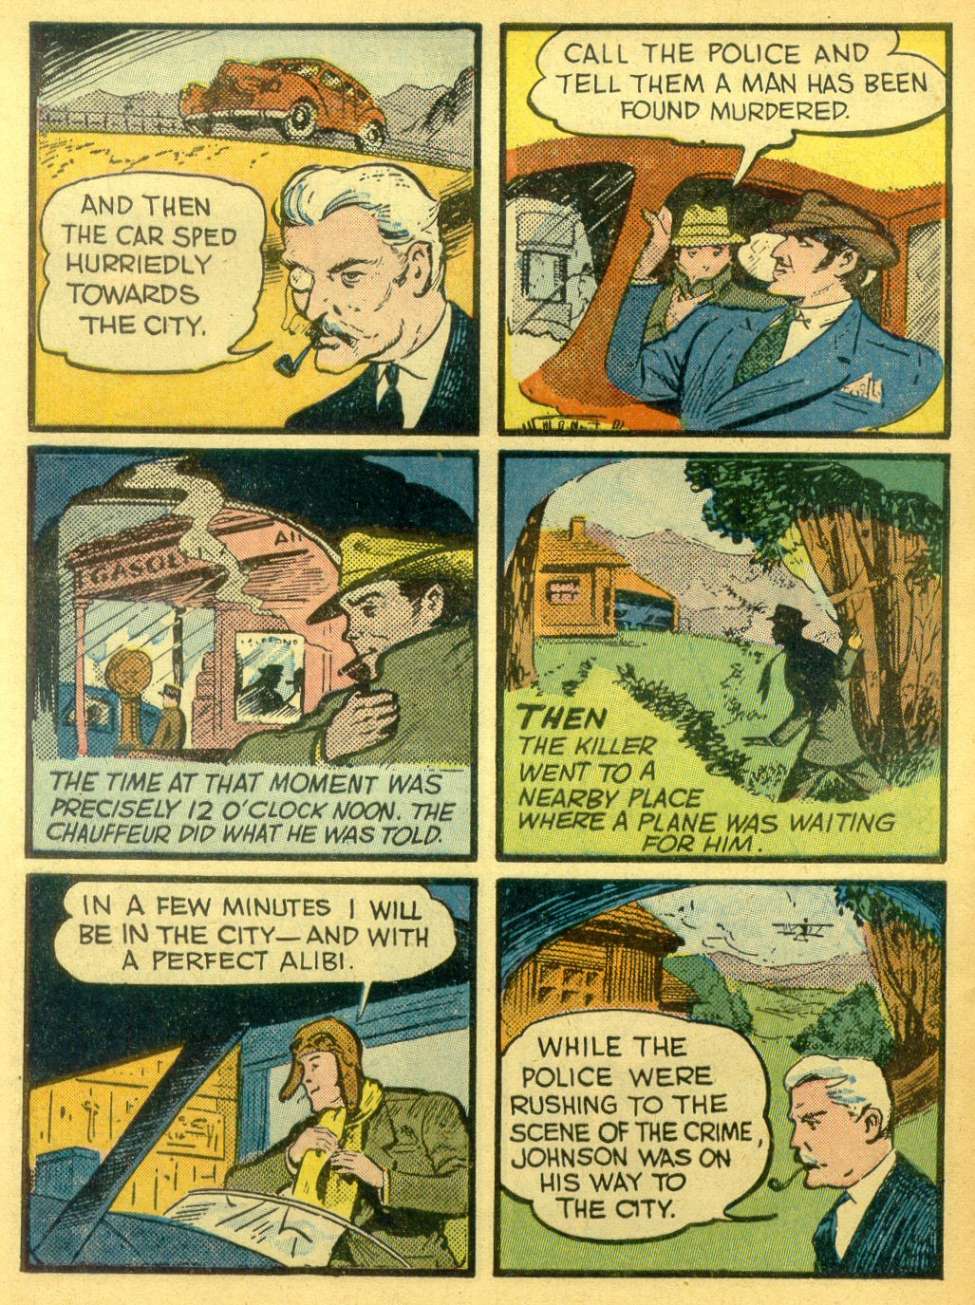 AND THEN
THE CAR SPED
HURRIEDLY
TOWARDS
THE CITY.
CALL THE POLICE AND
TELL THEM A MAN HAS BEEN
FOUND MURDERED.
GASOL
THE TIME AT THAT MOMENT WAS
PRECISELY 12 O'CLOCK NOON. THE
CHAUFFEUR DID WHAT HE WAS TOLD.
THEN
THE KILLER
WENT TO A
NEARBY PLACE
WHERE A PLANE WAS WAITING
FOR HIM.
IN A FEW MINUTES I WILL
BE IN THE CITY—AND WITH
A PERFECT ALIBI.
WHILE THE
POLICE WERE
RUSHING TO THE
SCENE OF THE CRIME,
JOHNSON WAS ON
HIS WAY TO
THE CITY.